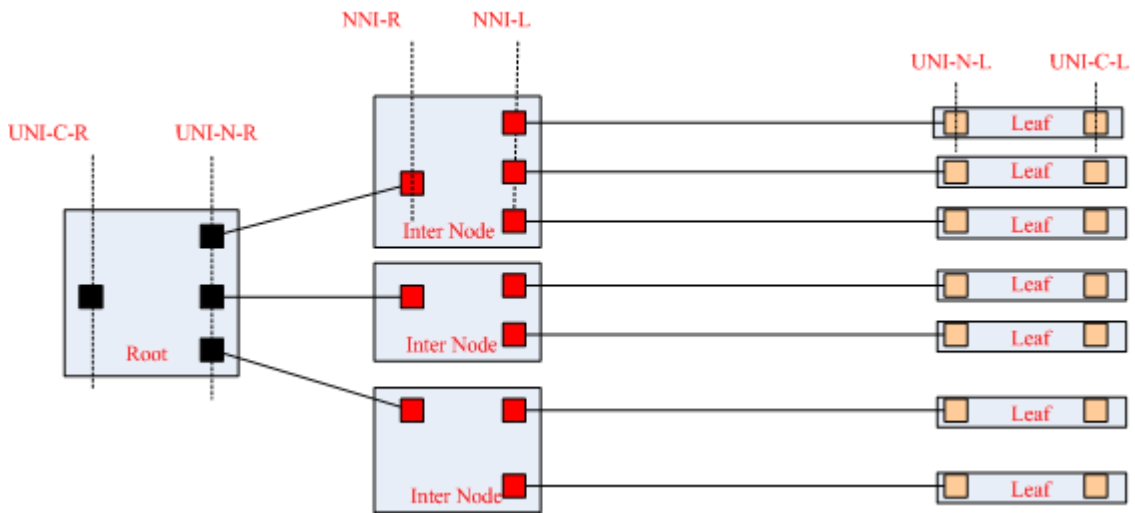 NNI-R
NNI-L
UNI-N-L
UNI-C-L
UNI-C-R
UNI-N-R
Leaf
Leaf
Leaf
Inter Node
Leaf
Leaf
Inter Node
Root
Leaf
Leaf
Inter Node